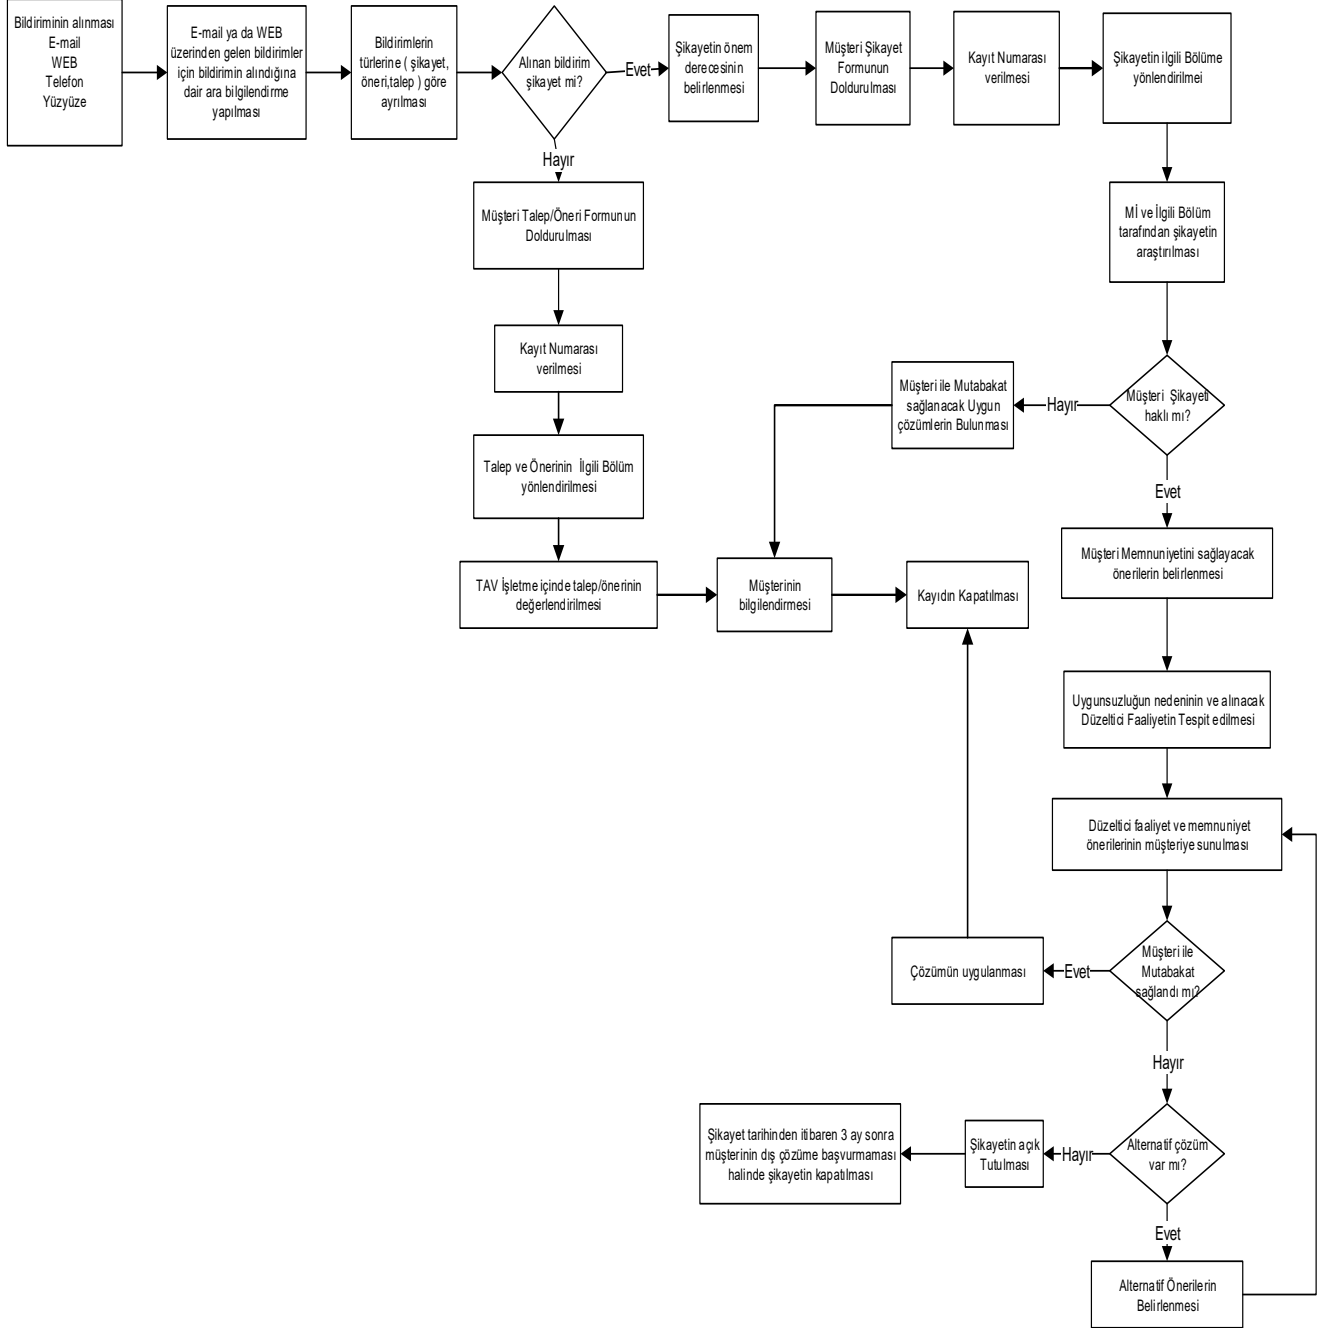 Bildiriminin alınması
E-mail
WEB
Telefon
Yüzyüze
E-mail ya da WEB
üzerinden gelen bildirimler
için bildirimin alındığına
dair ara bilgilendirme
yapılması
Bildirimlerin
türlerine ( şikayet,
öneri,talep ) göre
ayrılması
Alınan bildirim
şikayet mi?
Evet
Şikayetin önem
derecesinin
belirlenmesi
Müşteri Şikayet
Formunun
Doldurulması
Kayıt Numarası
verilmesi
Şikayetin ilgili Bölüme
yönlendirilmei
Hayır
Müşteri Talep/Öneri Formunun
Doldurulması
Kayıt Numarası
verilmesi
Talep ve Önerinin İlgili Bölüm
yönlendirilmesi
TAV İşletme içinde talep/önerinin
değerlendirilmesi
Mİ ve İlgili Bölüm
tarafından şikayetin
araştırılması
Müşteri Şikayeti
haklı mı?
Hayır
Müşteri ile Mutabakat
sağlanacak Uygun
çözümlerin Bulunması
Müşterinin
bilgilendirmesi
Kayıdın Kapatılması
Evet
Müşteri Memnuniyetini sağlayacak
önerilerin belirlenmesi
Uygunsuzluğun nedeninin ve alınacak
Düzeltici Faaliyetin Tespit edilmesi
Düzeltici faaliyet ve memnuniyet
önerilerinin müşteriye sunulması
Müşteri ile
Mutabakat
sağlandı mı?
Evet
Çözümün uygulanması
Hayır
Alternatif çözüm
var mı?
Hayır
Şikayetin açık
Tutulması
Şikayet tarihinden itibaren 3 ay sonra
müşterinin dış çözüme başvurmaması
halinde şikayetin kapatılması
Evet
Alternatif Önerilerin
Belirlenmesi